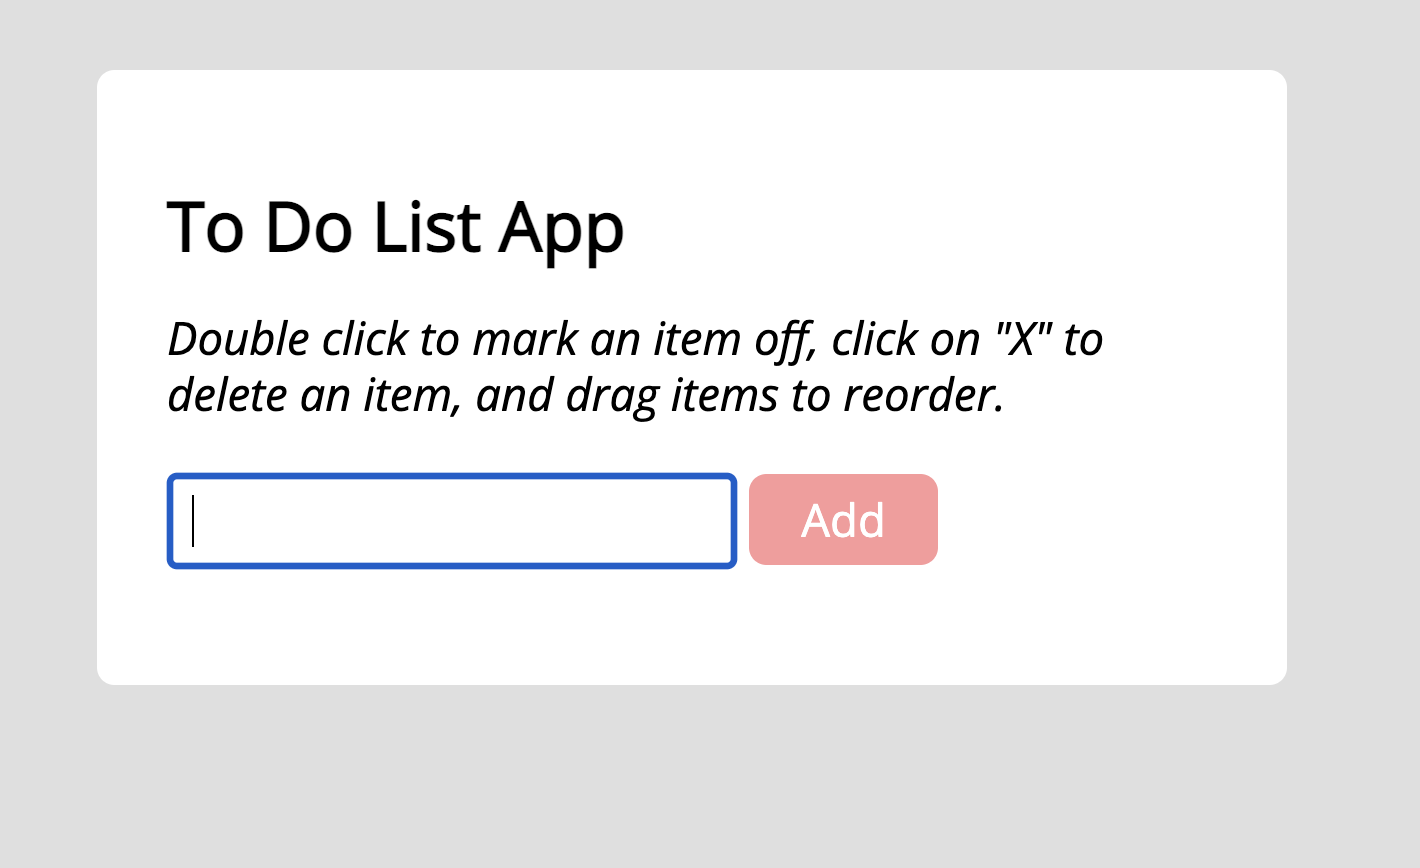 To Do List App
Double click to mark an item off, click on "X" to
delete an item, and drag items to reorder.
Add